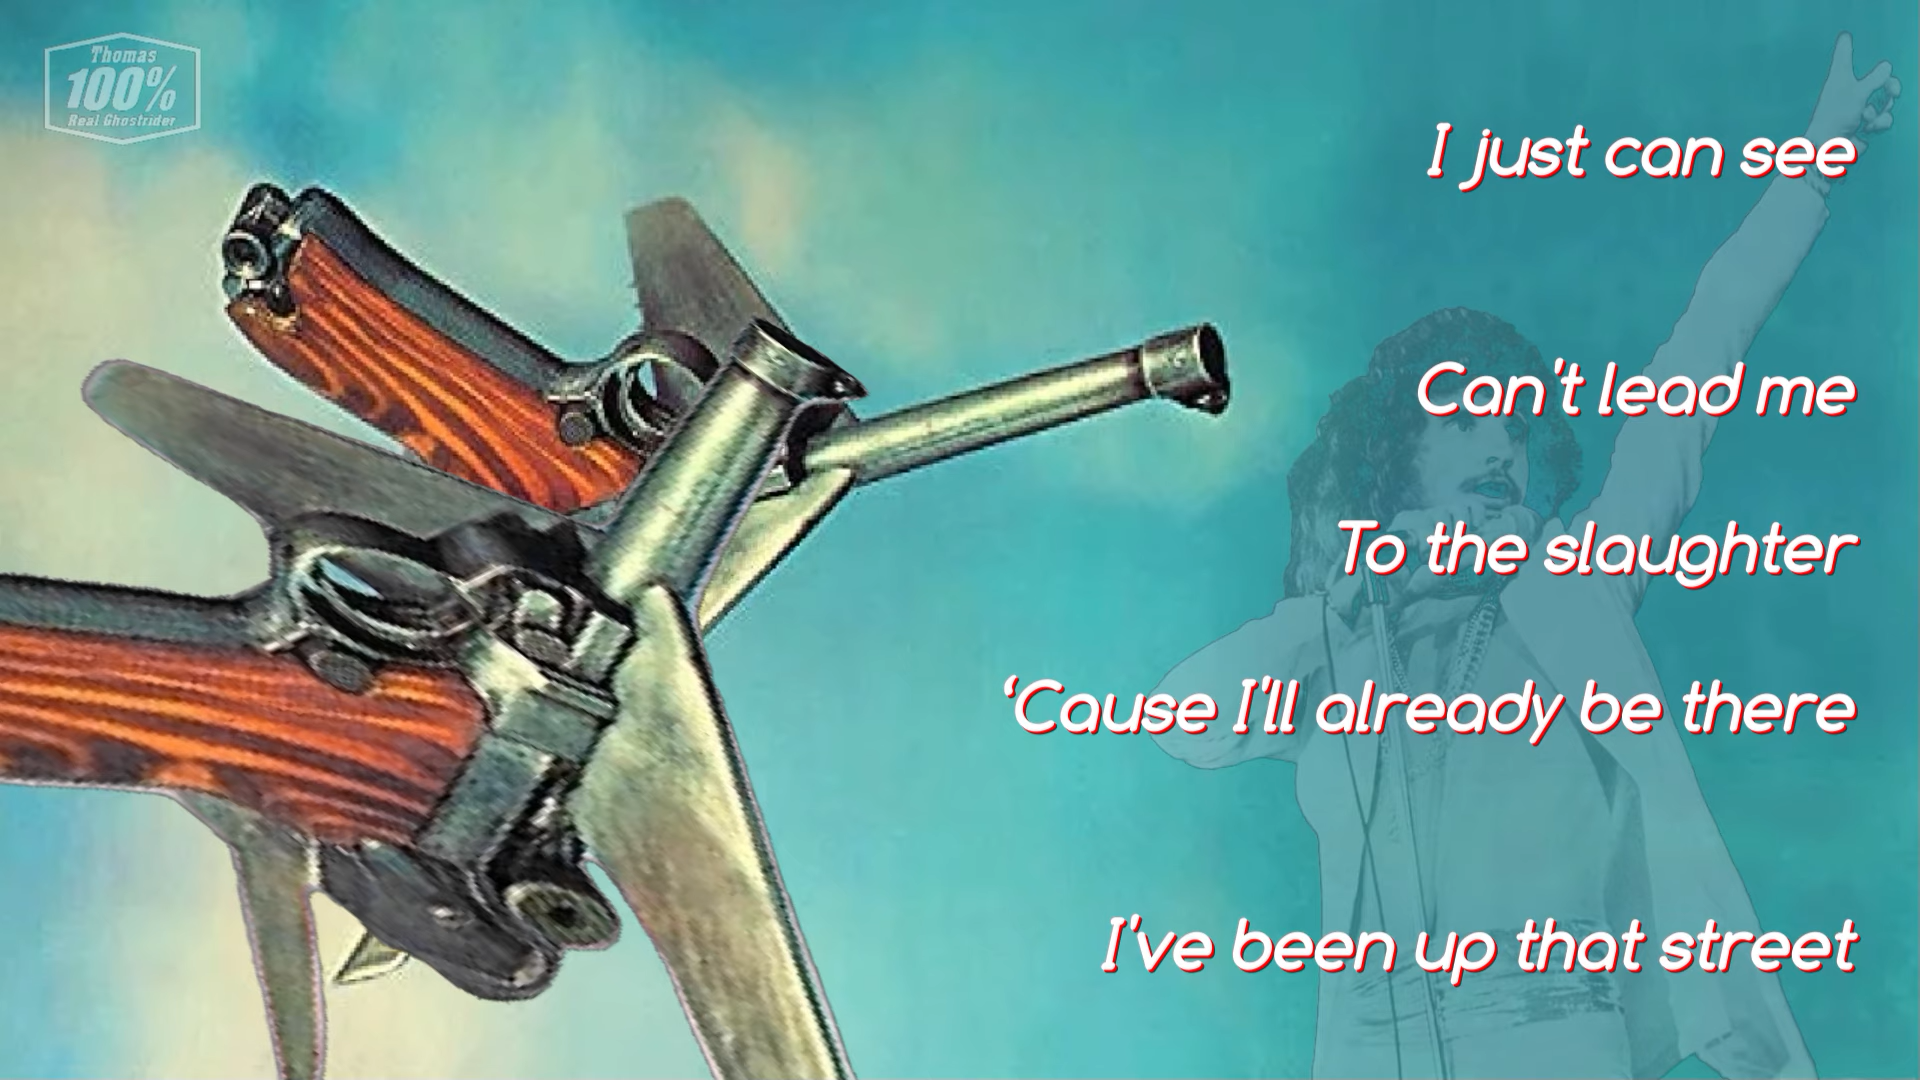 Thomas
100%
Real Ghostrider
I just can see
Can't lead me
To the slaughter
‘Cause I'll already be there
I've been up that street